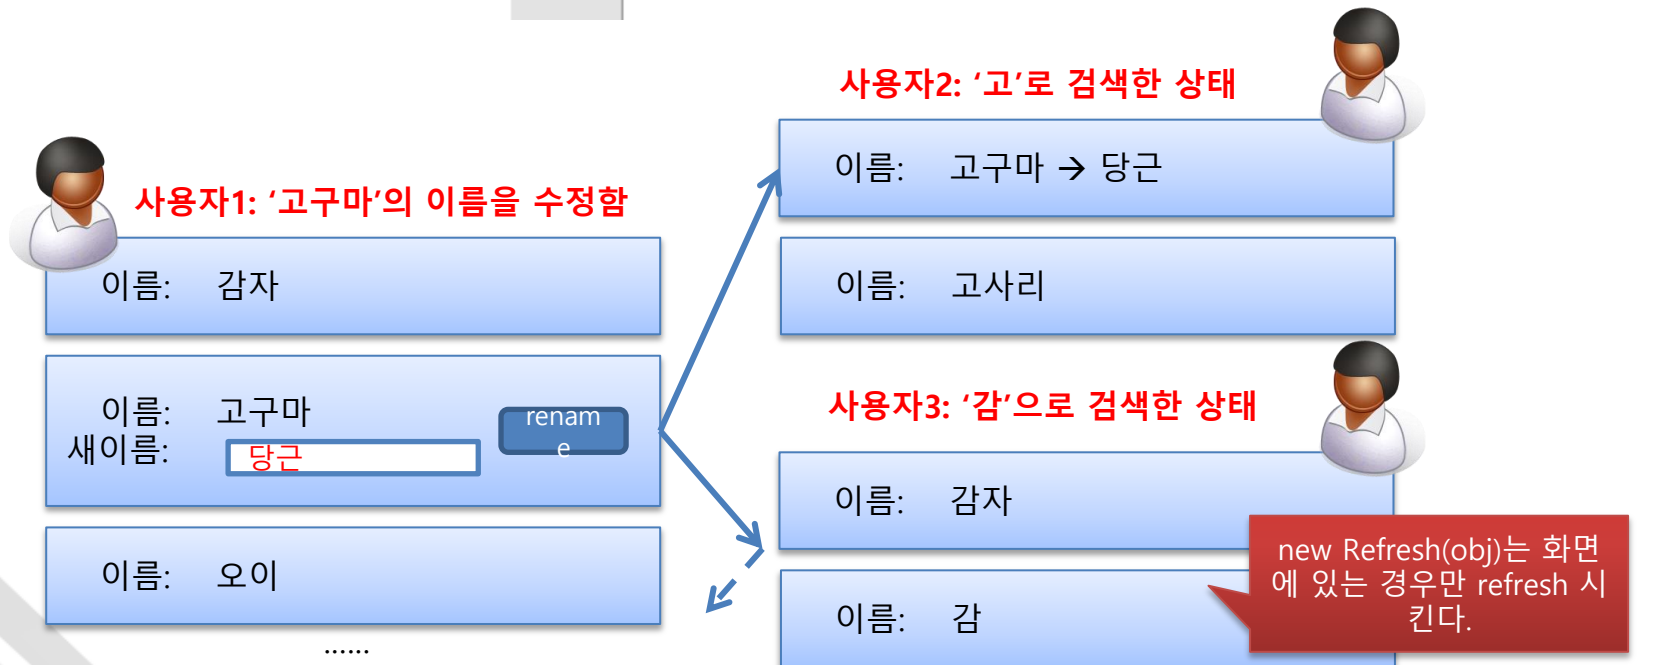 사용자1: ‘고구마’의 이름을 수정함
이름: 감자
이름: 고구마
새이름: 당근
renam
e
이름: 오이
......
사용자2: ‘고’로 검색한 상태
이름: 고구마 → 당근
이름: 고사리
사용자3: ‘감’으로 검색한 상태
이름: 감자
이름: 감
new Refresh(obj)는 화면
에 있는 경우만 refresh 시
킨다.